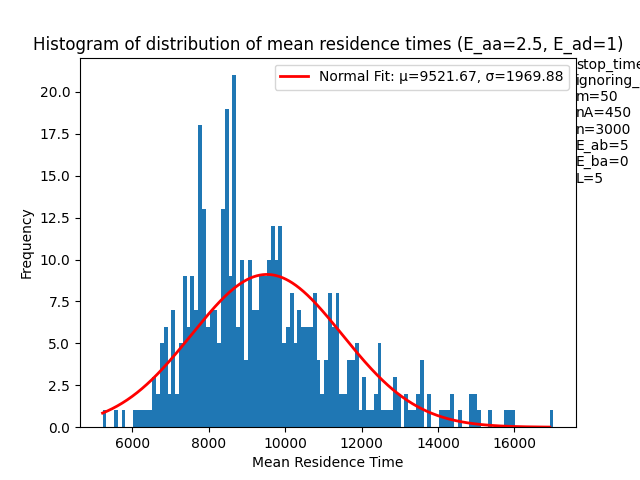 Histogram of distribution of mean residence times (E_aa=2.5, E_ad=1)
Normal Fit: μ=9521.67, σ=1969.88
m=50
nA=450
n=3000
E_ab=5
E_ba=0
L=5
Frequency
20.0
17.5
15.0
12.5
10.0
7.5
5.0
2.5
0.0
6000 8000 10000 12000 14000 16000
Mean Residence Time